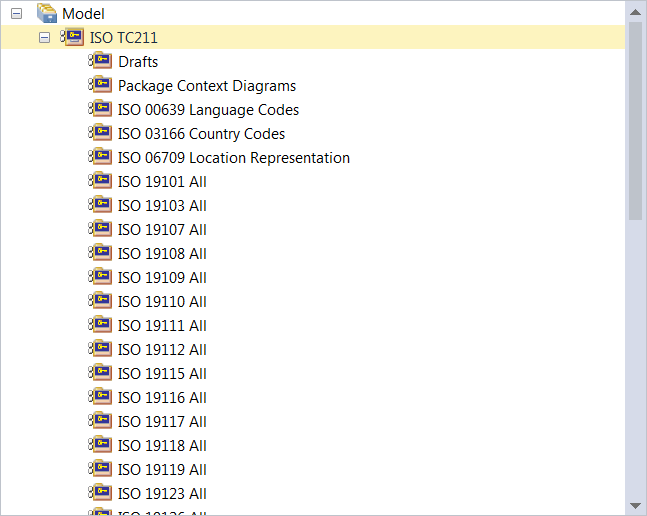 Model
ISO TC211
Drafts
Package Context Diagrams
ISO 00639 Language Codes
ISO 03166 Country Codes
ISO 06709 Location Representation
ISO 19101 All
ISO 19103 All
ISO 19107 All
ISO 19108 All
ISO 19109 All
ISO 19110 All
ISO 19111 All
ISO 19112 All
ISO 19115 All
ISO 19116 All
ISO 19117 All
ISO 19118 All
ISO 19119 All
ISO 19123 All